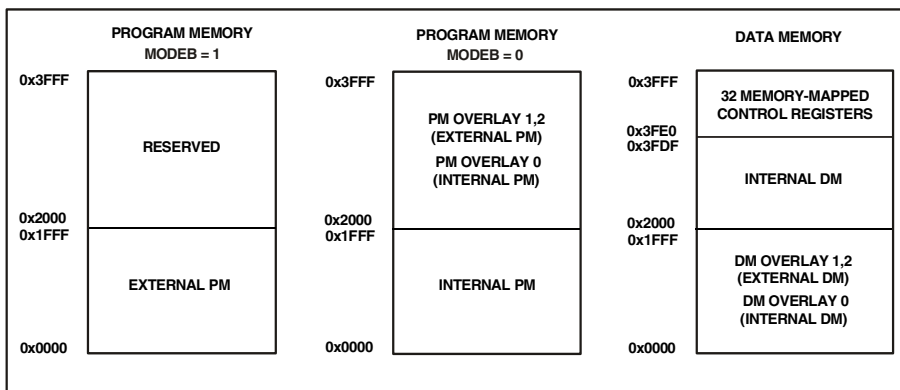 PROGRAM MEMORY
MODEB = 1
0x3FFF
RESERVED
0x2000
0x1FFF
EXTERNAL PM
0x0000
PROGRAM MEMORY
MODEB = 0
0x3FFF
PM OVERLAY 1,2
(EXTERNAL PM)
PM OVERLAY 0
(INTERNAL PM)
0x2000
0x1FFF
INTERNAL PM
0x0000
DATA MEMORY
0x3FFF
32 MEMORY-MAPPED
CONTROL REGISTERS
0x3FE0
0x3FDF
INTERNAL DM
0x2000
0x1FFF
DM OVERLAY 1,2
(EXTERNAL DM)
DM OVERLAY 0
(INTERNAL DM)
0x0000